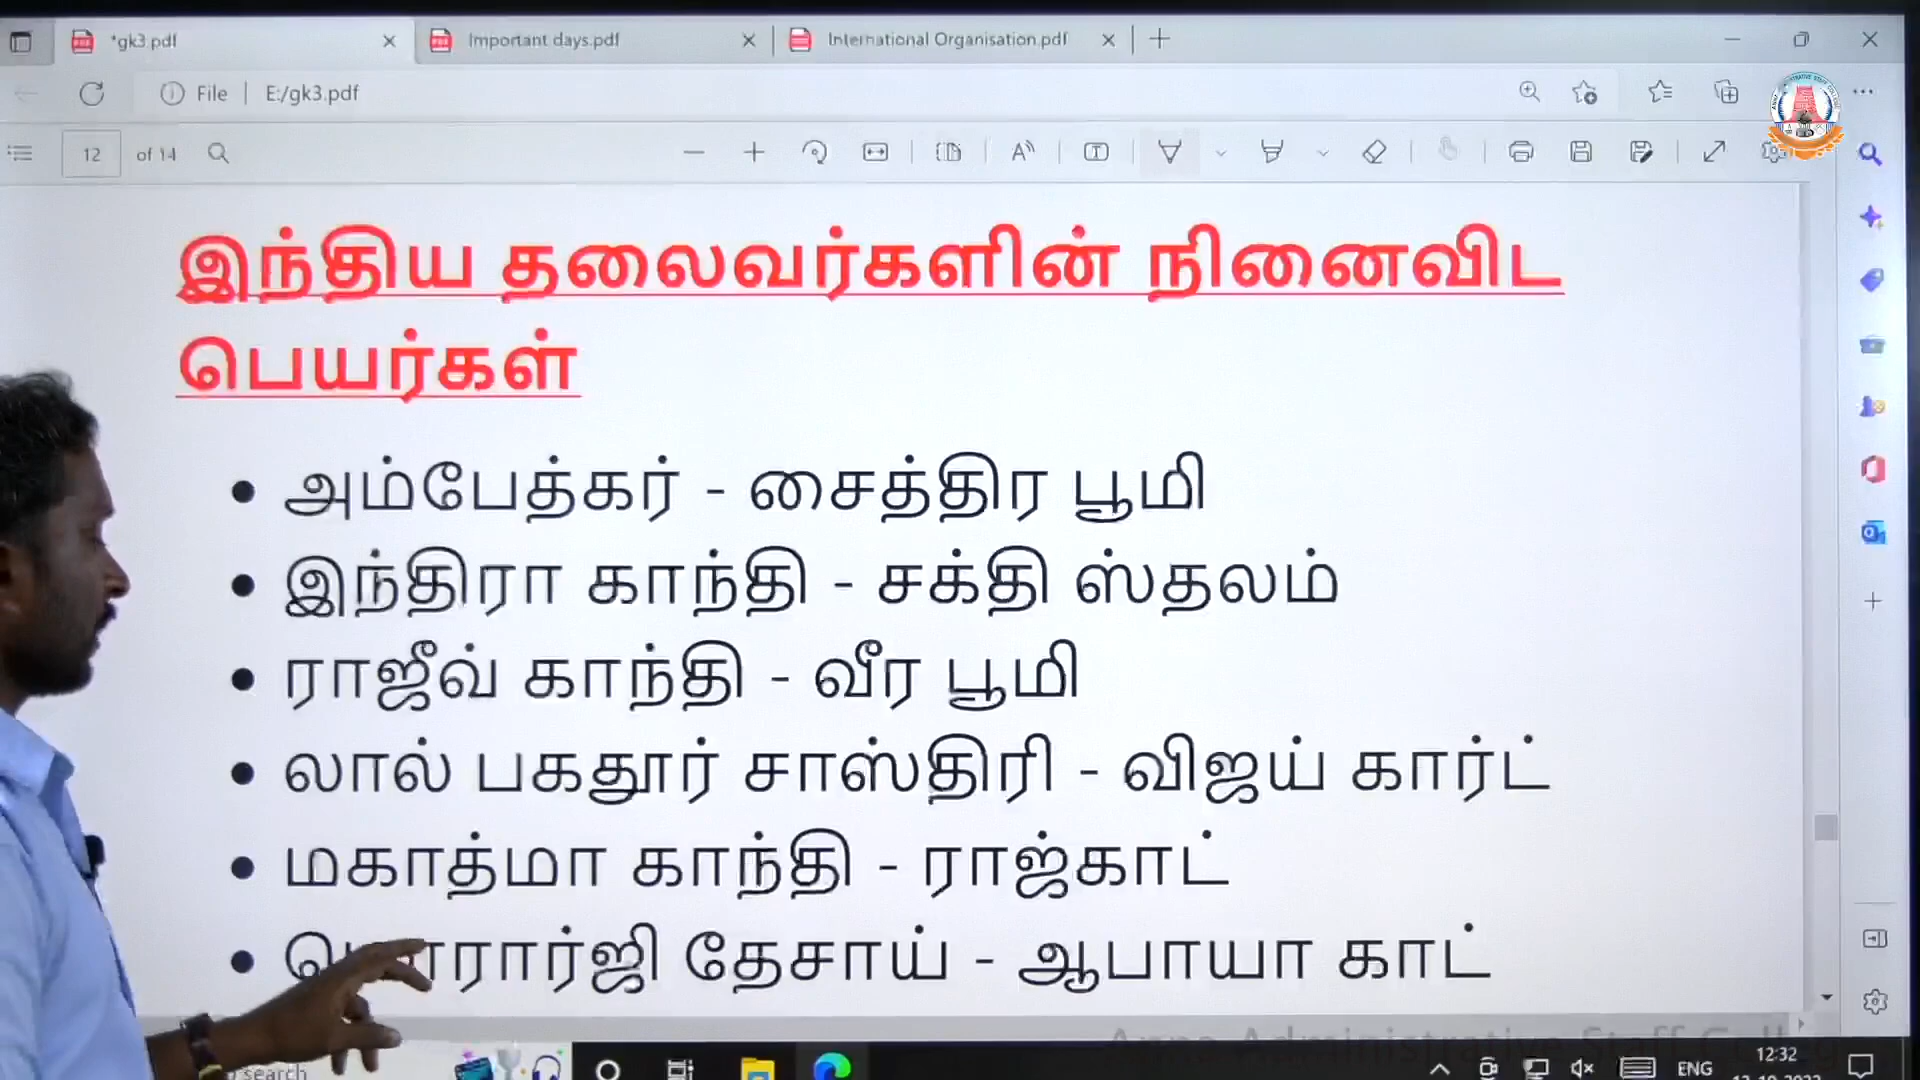 *gk3.pdf
Important days.pdf
International Organisation.pdf
File
E:/gk3.pdf
12 of 14
இந்திய தலைவர்களின் நினைவிட
பெயர்கள்
அம்பேத்கர் - சைத்திர பூமி
இந்திரா காந்தி - சக்தி ஸ்தலம்
ராஜீவ் காந்தி - வீர பூமி
லால் பகதூர் சாஸ்திரி - விஜய் கார்ட்
மகாத்மா காந்தி - ராஜ்காட்
தேசாய் - ஆபாயா காட்
search
ENG
12:32